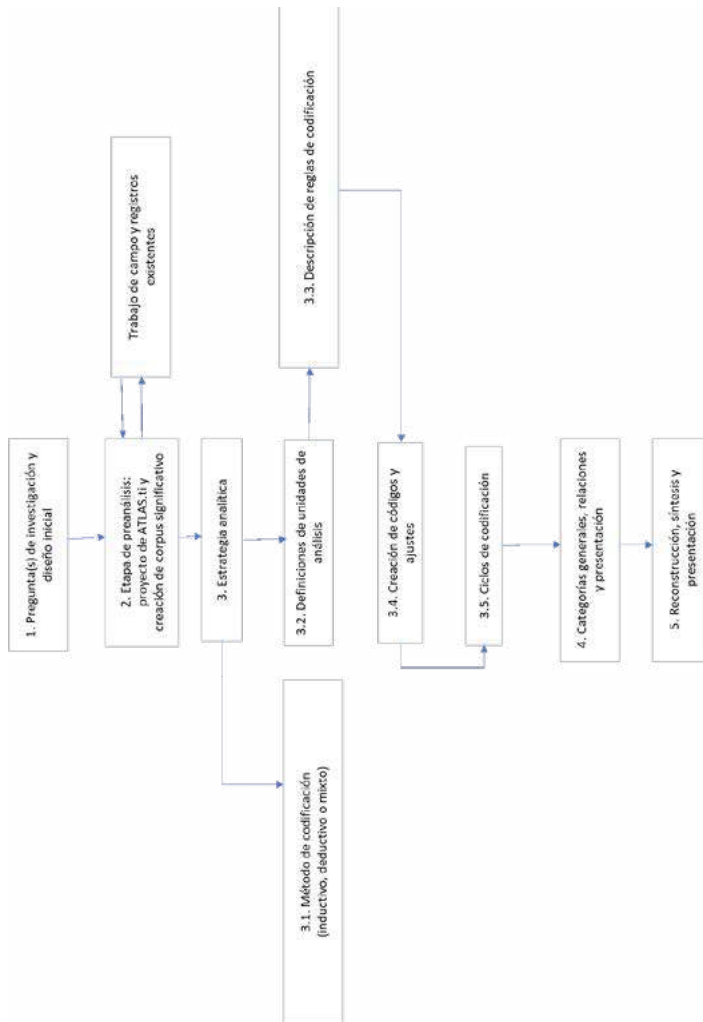 1. Pregunta(s) de investigación y
diseño inicial
2. Etapa de preanálisis:
proyecto de ATLAS.ti y
creación de corpus significativo
Trabajo de campo y registros
existentes
3. Estrategia analítica
3.1. Método de codificación
(inductivo, deductivo o mixto)
3.2. Definiciones de unidades de
análisis
3.3. Descripción de reglas de codificación
3.4. Creación de códigos y
ajustes
3.5. Ciclos de codificación
4. Categorías generales, relaciones
y presentación
5. Reconstrucción, síntesis y
presentación